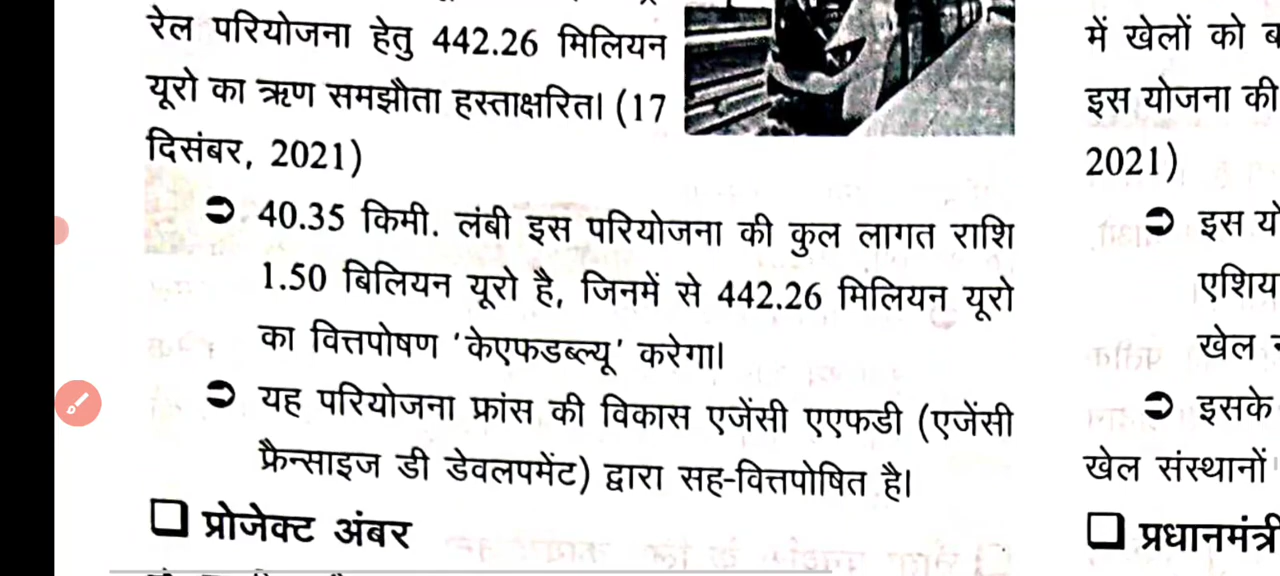 रेल परियोजना हेतु 442.26 मिलियन
यूरो का ऋण समझौता हस्ताक्षरित। (17
दिसंबर, 2021)
➲ 40.35 किमी. लंबी इस परियोजना की कुल लागत राशि
1.50 बिलियन यूरो है, जिनमें से 442.26 मिलियन यूरो
का वित्तपोषण 'केएफडब्ल्यू' करेगा।
➲ यह परियोजना फ्रांस की विकास एजेंसी एएफडी (एजेंसी
फ्रैन्साइज डी डेवलपमेंट) द्वारा सह-वित्तपोषित है।
❑ प्रोजेक्ट अंबर
में खेलों को
इस योजना की
2021)
➲ इस
खेल
➲ इसके
खेल संस्थानों
❑ प्रधानमंत्री